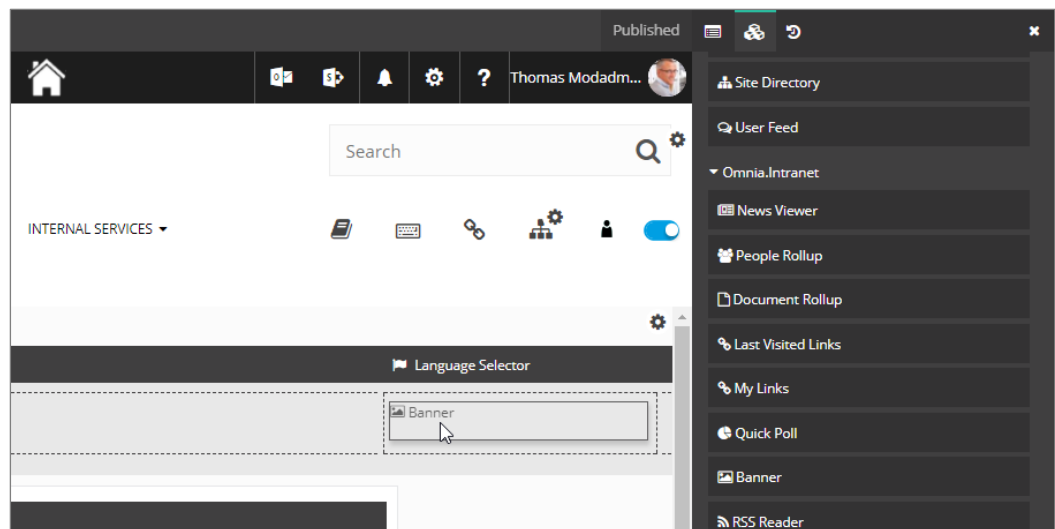 Published
Thomas Modadm...
Search
INTERNAL SERVICES
Language Selector
Banner
Site Directory
User Feed
Omnia.Intranet
News Viewer
People Rollup
Document Rollup
Last Visited Links
My Links
Quick Poll
Banner
RSS Reader